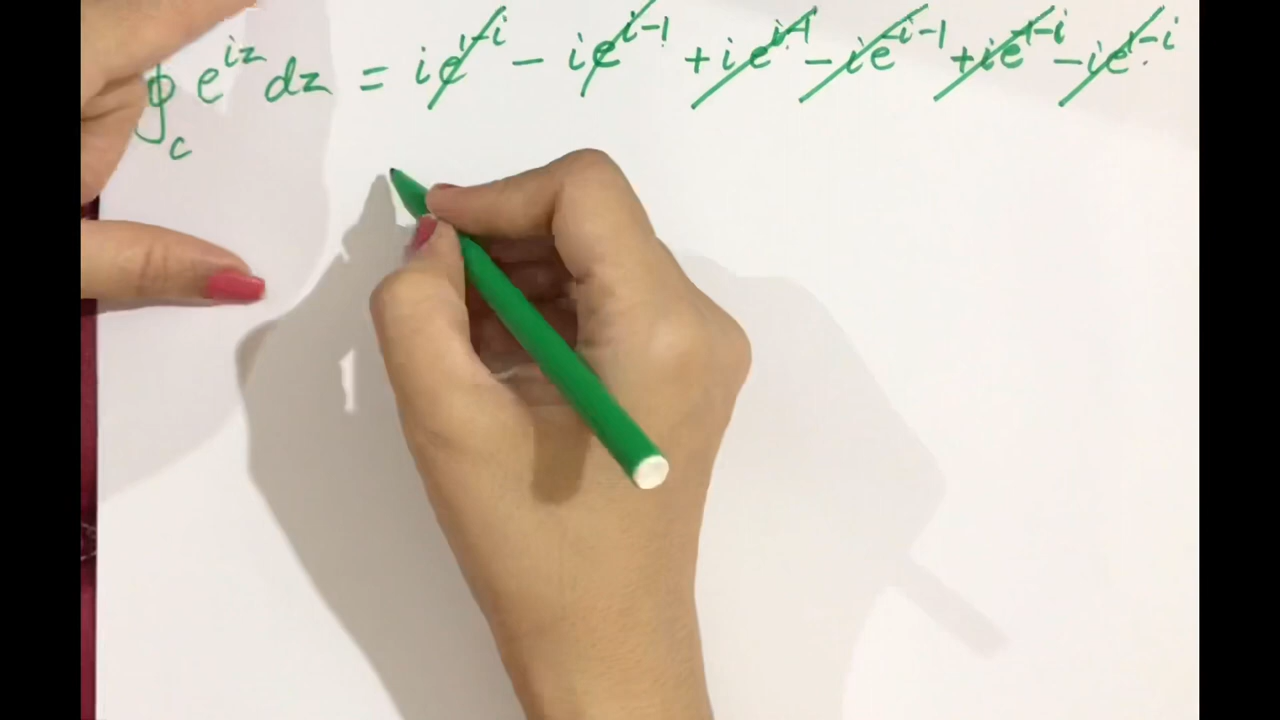 ∮_c e^{iz} dz = ie^{1-i} - ie^{i-1} + ie^{i-1} - ie^{-i-1} + ie^{1-i} - ie^{1-i}